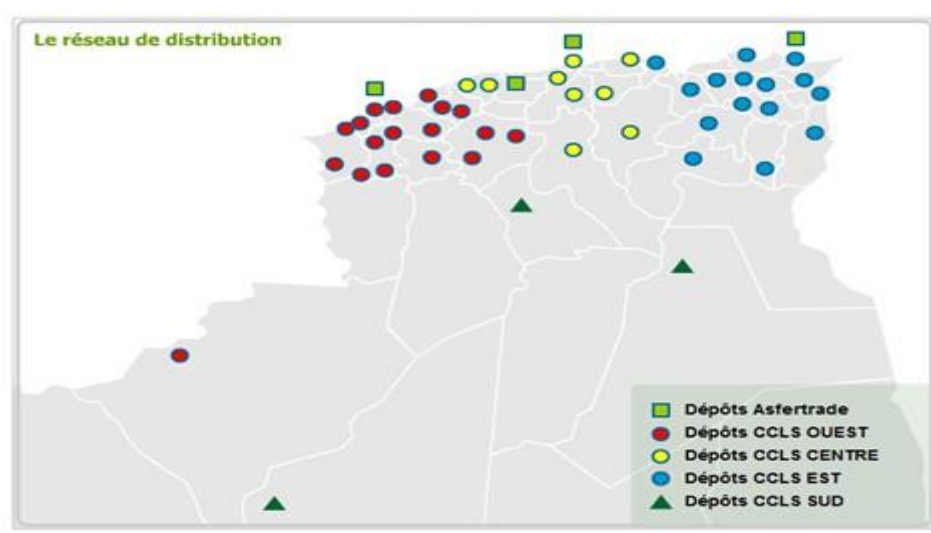 Le réseau de distribution
Dépôts Asfertrade
Dépôts CCLS OUEST
Dépôts CCLS CENTRE
Dépôts CCLS EST
Dépôts CCLS SUD